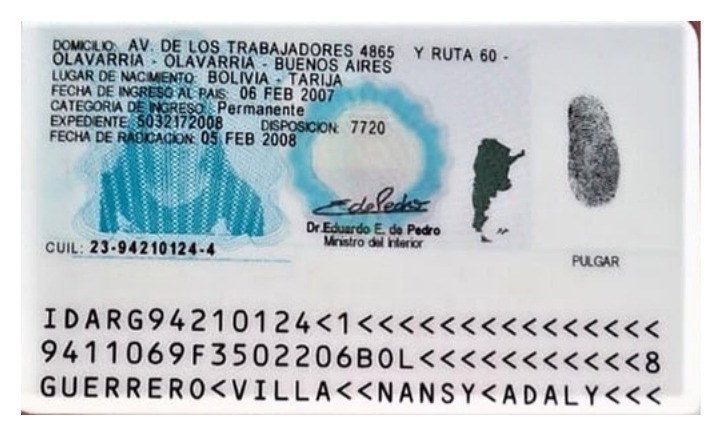 DOMICILIO: AV. DE LOS TRABAJADORES 4865 Y RUTA 60 -
OLAVARRIA - OLAVARRIA - BUENOS AIRES
LUGAR DE NACIMIENTO: BOLIVIA - TARIJA
FECHA DE INGRESO AL PAIS: 06 FEB 2007
CATEGORIA DE INGRESO: Permanente
EXPEDIENTE: 5032172008 DISPOSICION: 7720
FECHA DE RADICACION: 05 FEB 2008
E de Pedro
Dr. Eduardo E. de Pedro
Ministro del Interior
CUIL: 23-94210124-4
PULGAR
IDARG94210124<1<<<<<<<<<<<<<<<
9411069F3502206BOL<<<<<<<<<<<8
GUERRERO<VILLA<<NANSY<ADALY<<<